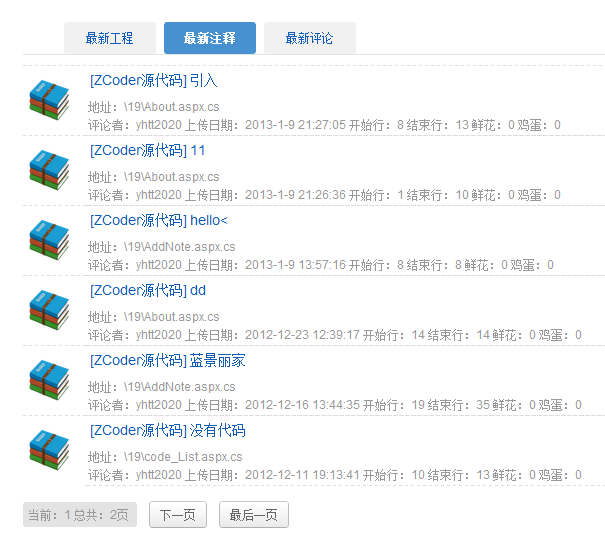 最新工程 最新注释 最新评论
[ZCoder源代码] 引入
地址：\19\About.aspx.cs
评论者：yhtt2020 上传日期：2013-1-9 21:27:05 开始行：8 结束行：13 鲜花：0 鸡蛋：0
[ZCoder源代码] 11
地址：\19\About.aspx.cs
评论者：yhtt2020 上传日期：2013-1-9 21:26:36 开始行：1 结束行：10 鲜花：0 鸡蛋：0
[ZCoder源代码] hello<
地址：\19\AddNote.aspx.cs
评论者：yhtt2020 上传日期：2013-1-9 13:57:16 开始行：8 结束行：8 鲜花：0 鸡蛋：0
[ZCoder源代码] dd
地址：\19\About.aspx.cs
评论者：yhtt2020 上传日期：2012-12-23 12:39:17 开始行：14 结束行：14 鲜花：0 鸡蛋：0
[ZCoder源代码] 蓝景丽家
地址：\19\AddNote.aspx.cs
评论者：yhtt2020 上传日期：2012-12-16 13:44:35 开始行：19 结束行：35 鲜花：0 鸡蛋：0
[ZCoder源代码] 没有代码
地址：\19\code_List.aspx.cs
评论者：yhtt2020 上传日期：2012-12-11 19:13:41 开始行：10 结束行：13 鲜花：0 鸡蛋：0
当前：1 总共：2页 下一页 最后一页